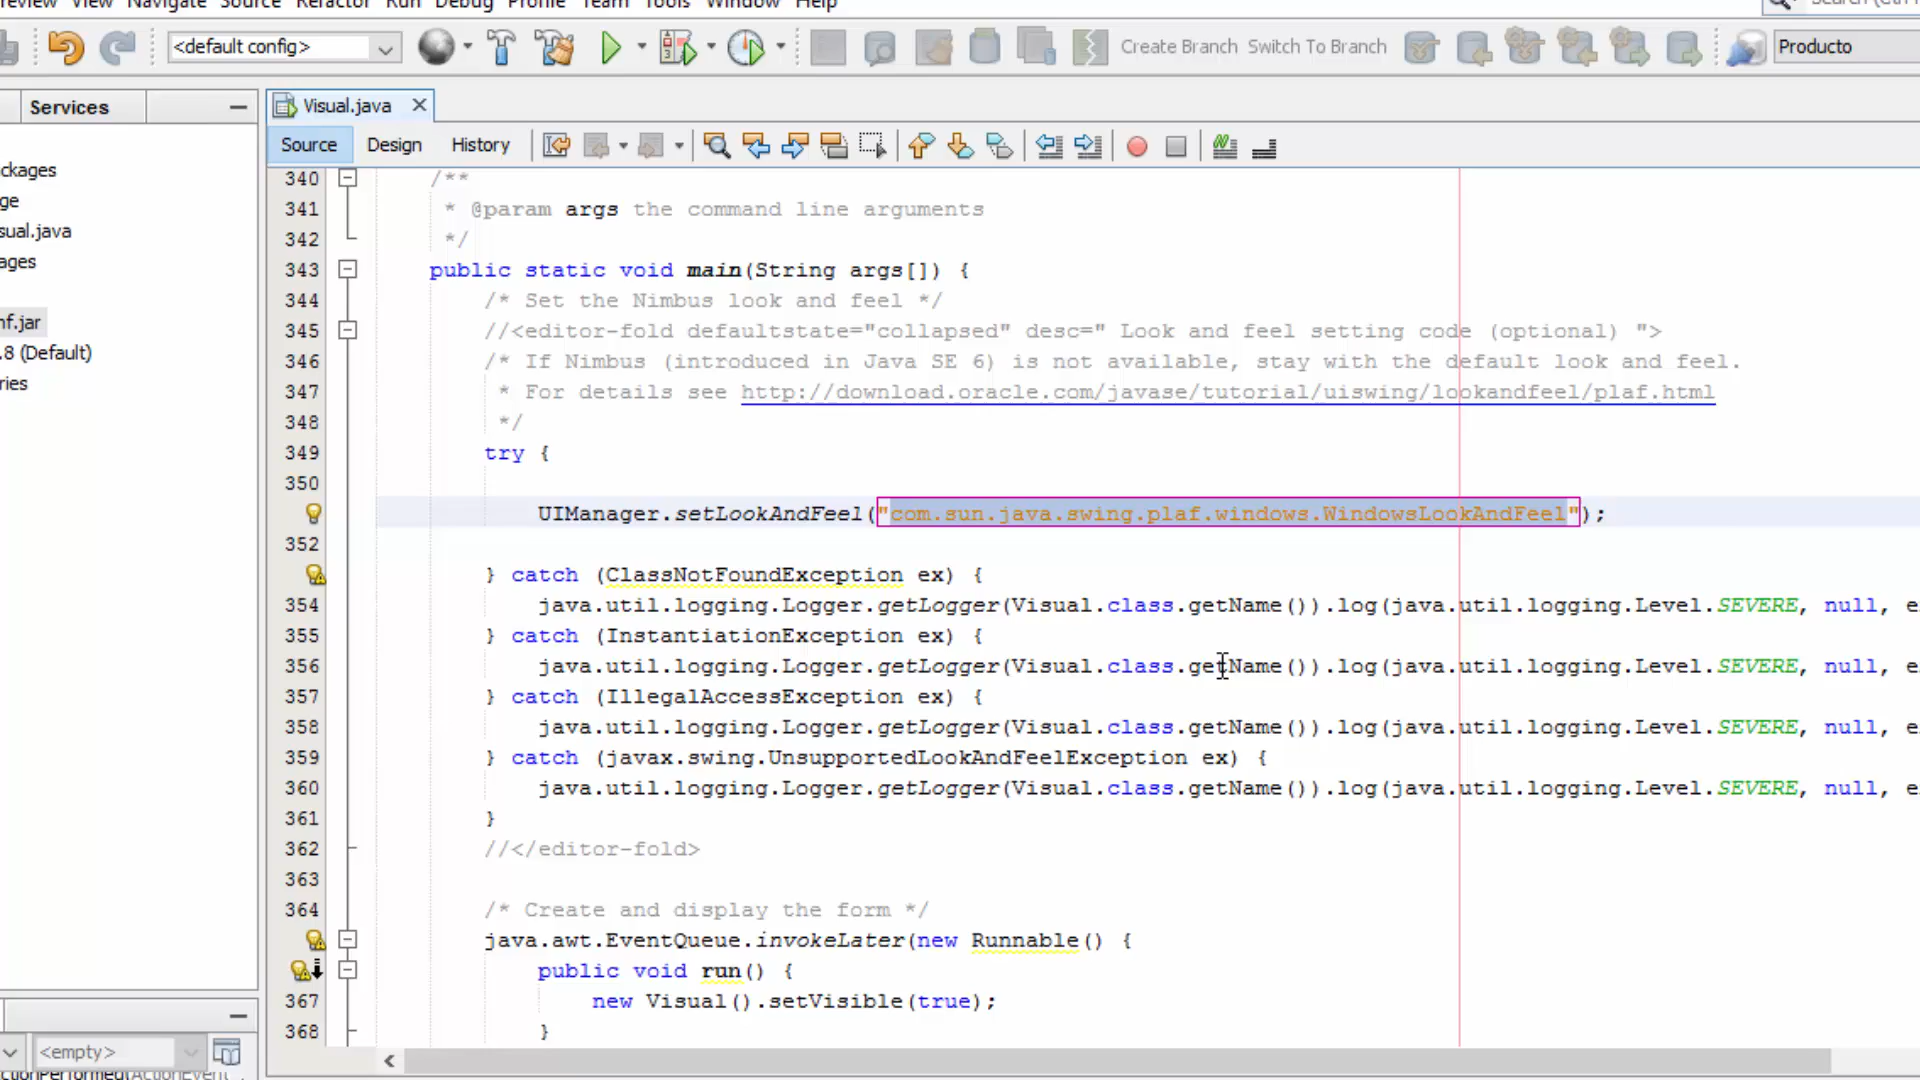 View Navigate Source Refactor Run Debug Profile Team Tools Window Help
<default config>
Create Branch Switch To Branch
Producto
Services
Visual.java
Source Design History
ckages
ge
sual.java
ages
nf.jar
.8 (Default)
ries
340 /**
341 * @param args the command line arguments
342 */
343 public static void main(String args[]) {
344 /* Set the Nimbus look and feel */
345 //<editor-fold defaultstate="collapsed" desc=" Look and feel setting code (optional) ">
346 /* If Nimbus (introduced in Java SE 6) is not available, stay with the default look and feel.
347 * For details see http://download.oracle.com/javase/tutorial/uiswing/lookandfeel/plaf.html
348 */
349 try {
350
UIManager.setLookAndFeel("com.sun.java.swing.plaf.windows.WindowsLookAndFeel");
352
} catch (ClassNotFoundException ex) {
354 java.util.logging.Logger.getLogger(Visual.class.getName()).log(java.util.logging.Level.SEVERE, null, e
355 } catch (InstantiationException ex) {
356 java.util.logging.Logger.getLogger(Visual.class.getName()).log(java.util.logging.Level.SEVERE, null, e
357 } catch (IllegalAccessException ex) {
358 java.util.logging.Logger.getLogger(Visual.class.getName()).log(java.util.logging.Level.SEVERE, null, e
359 } catch (javax.swing.UnsupportedLookAndFeelException ex) {
360 java.util.logging.Logger.getLogger(Visual.class.getName()).log(java.util.logging.Level.SEVERE, null, e
361 }
362 //</editor-fold>
363
364 /* Create and display the form */
java.awt.EventQueue.invokeLater(new Runnable() {
public void run() {
367 new Visual().setVisible(true);
368 }
<empty>